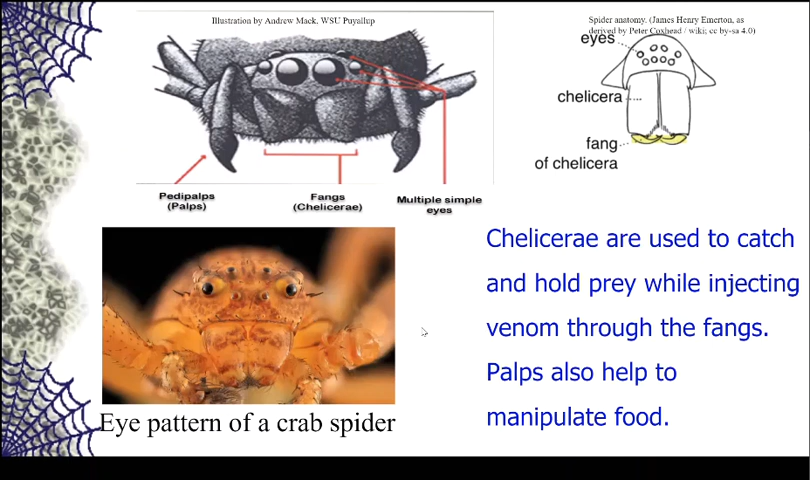 Illustration by Andrew Mack, WSU Puyallup
Spider anatomy. (James Henry Emerton, as
derived by Peter Coxhead / wiki; cc by-sa 4.0)
eyes
chelicera
fang
of chelicera
Pedipalps
(Palps)
Fangs
(Chelicerae)
Multiple simple
eyes
Chelicerae are used to catch
and hold prey while injecting
venom through the fangs.
Palps also help to
manipulate food.
Eye pattern of a crab spider